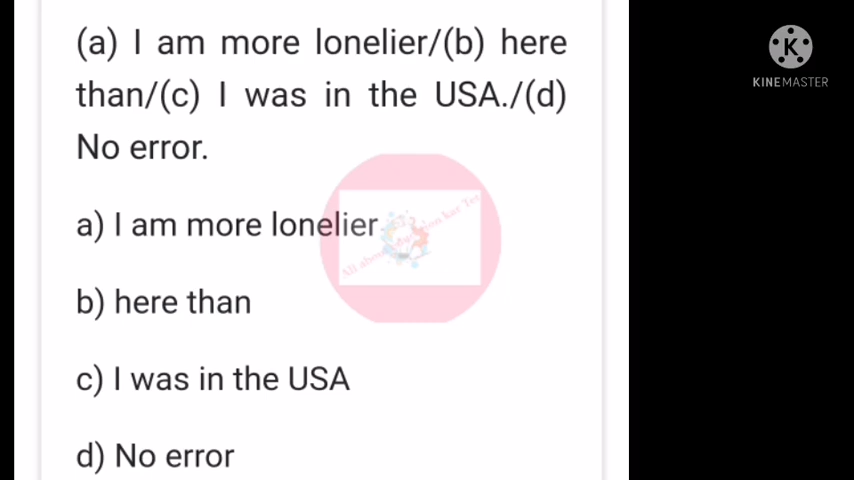 (a) I am more lonelier/(b) here
than/(c) I was in the USA./(d)
No error.
a) I am more lonelier
b) here than
c) I was in the USA
d) No error
K
KINEMASTER